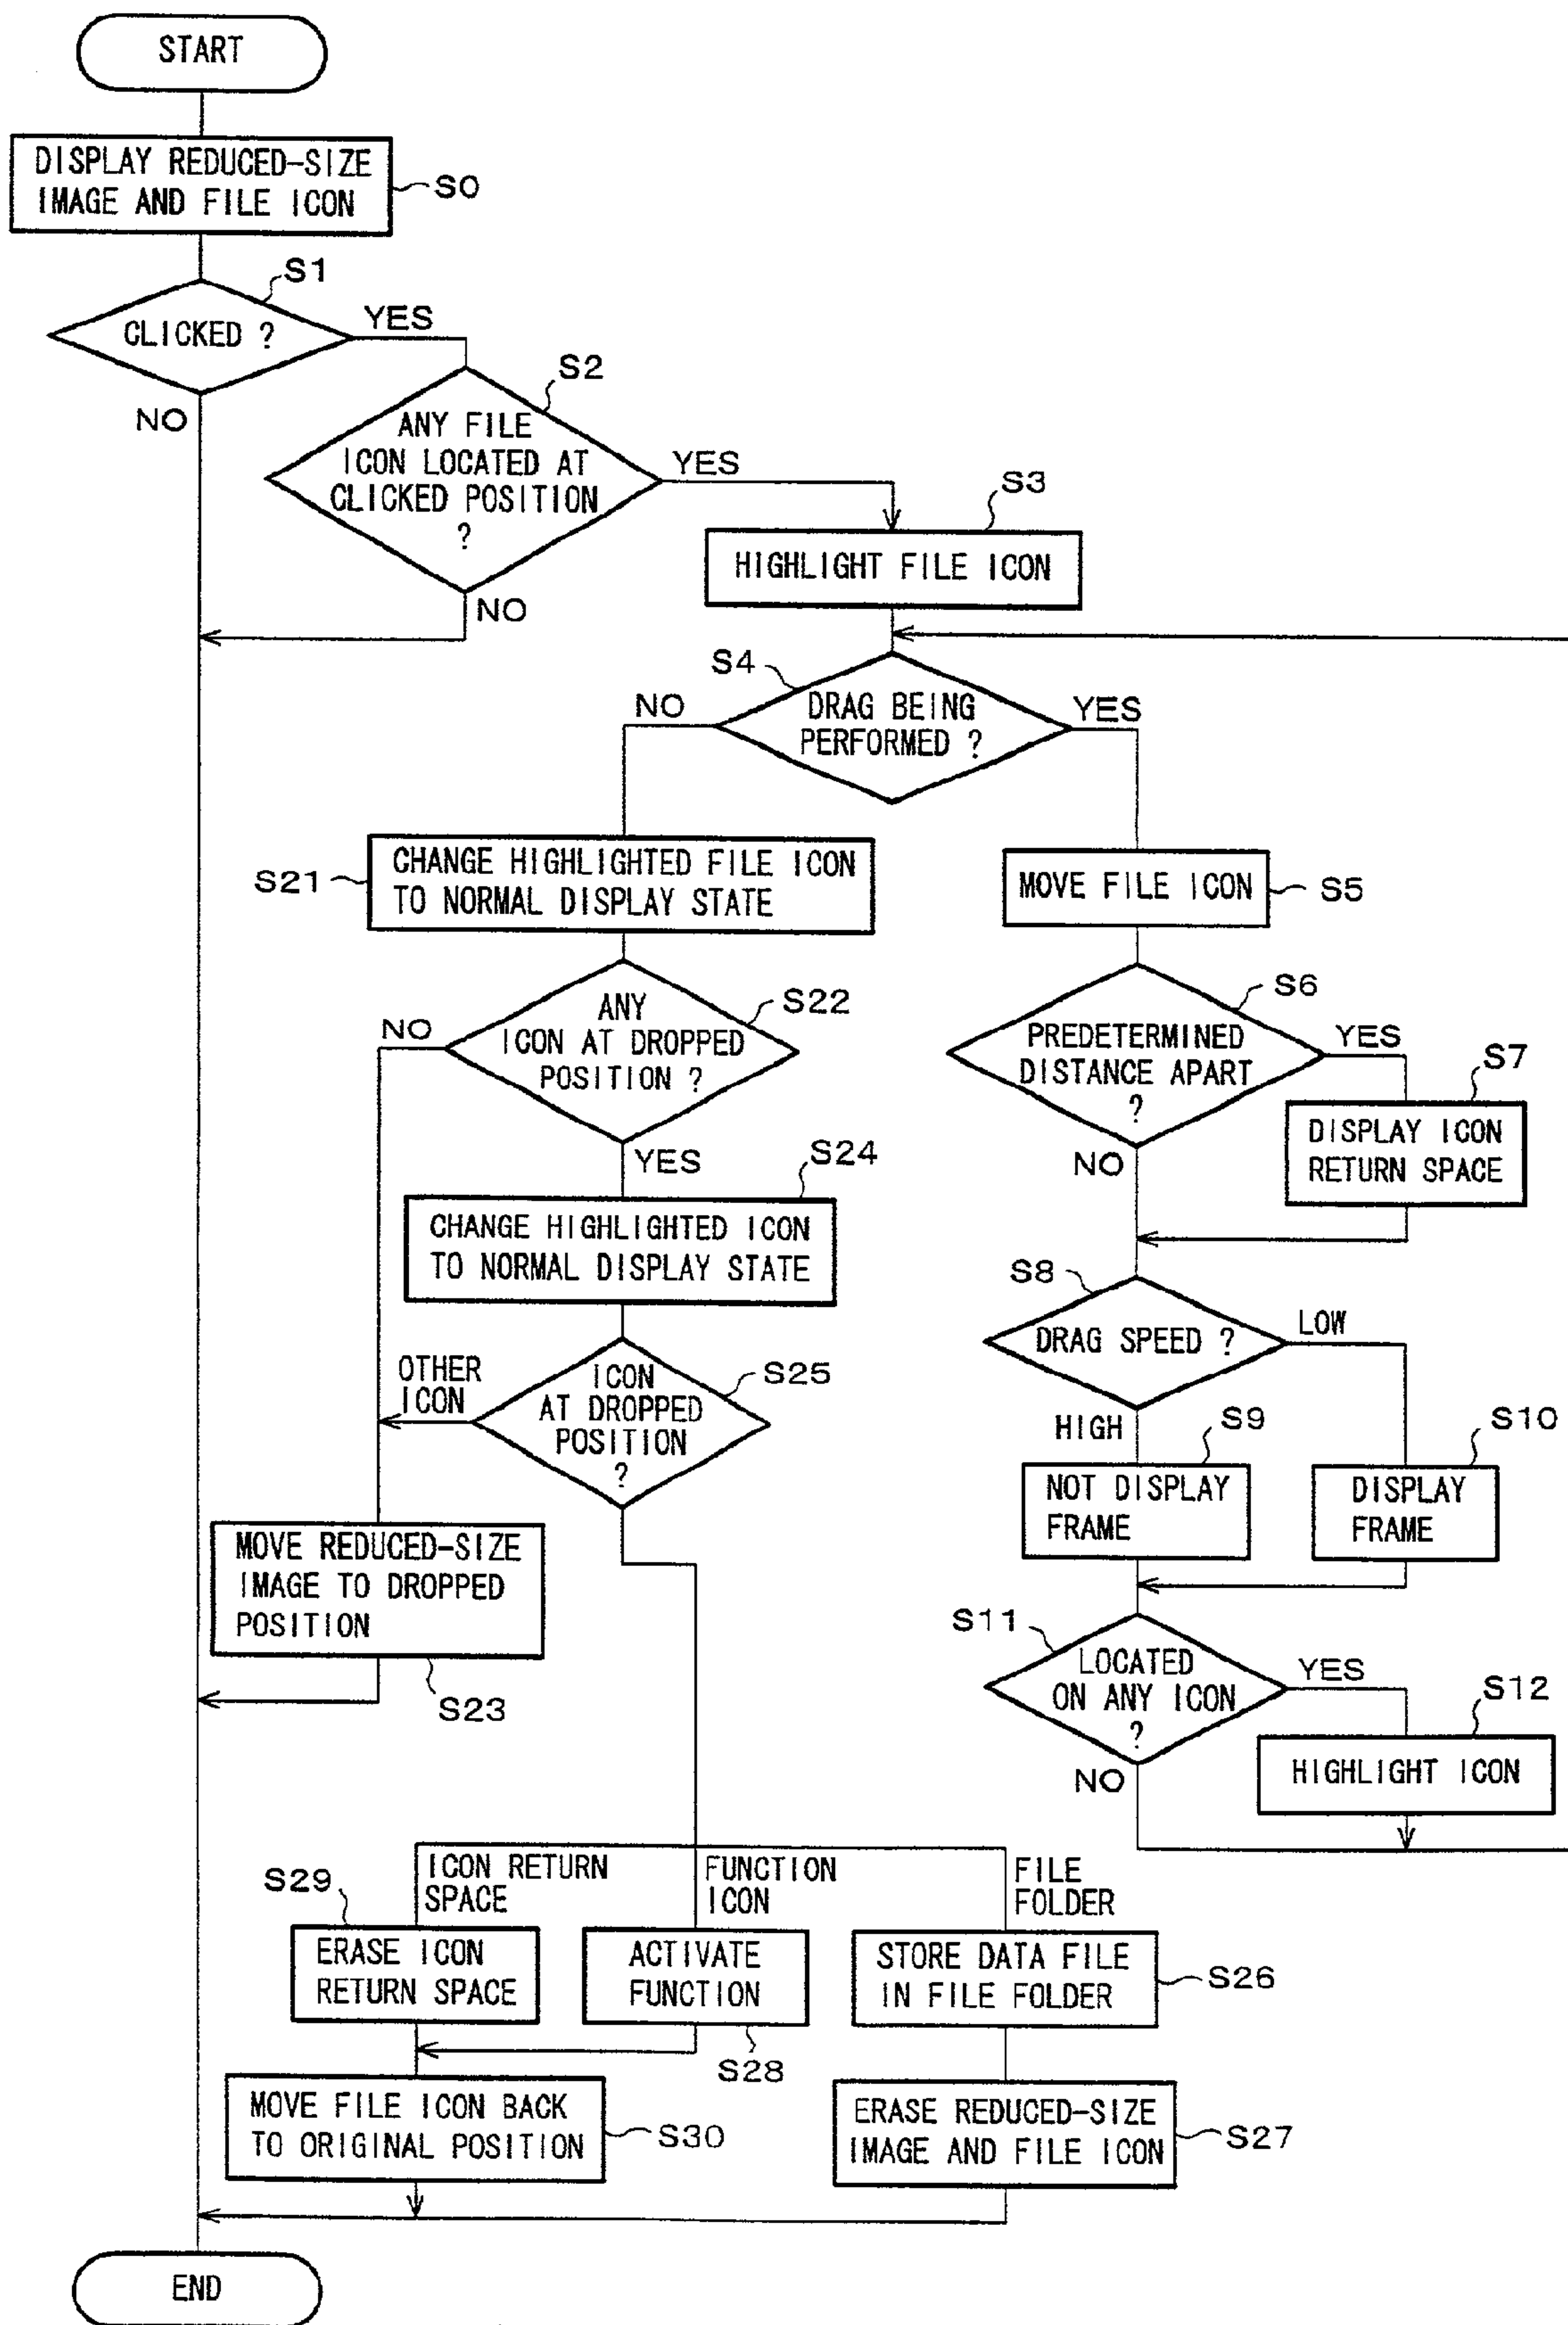 START
DISPLAY REDUCED-SIZE
IMAGE AND FILE ICON
S0
S1
CLICKED ?
YES
NO
S2
ANY FILE
ICON LOCATED AT
CLICKED POSITION
?
YES
NO
S3
HIGHLIGHT FILE ICON
S4
DRAG BEING
PERFORMED ?
NO
YES
S21
CHANGE HIGHLIGHTED FILE ICON
TO NORMAL DISPLAY STATE
MOVE FILE ICON
S5
S22
ANY
ICON AT DROPPED
POSITION ?
NO
YES
S6
PREDETERMINED
DISTANCE APART
?
YES
NO
S7
DISPLAY ICON
RETURN SPACE
S24
CHANGE HIGHLIGHTED ICON
TO NORMAL DISPLAY STATE
S8
DRAG SPEED ?
LOW
HIGH
S25
ICON
AT DROPPED
POSITION
?
OTHER
ICON
S9
NOT DISPLAY
FRAME
S10
DISPLAY
FRAME
MOVE REDUCED-SIZE
IMAGE TO DROPPED
POSITION
S23
S11
LOCATED
ON ANY ICON
?
YES
NO
S12
HIGHLIGHT ICON
ICON RETURN
SPACE
FUNCTION
ICON
FILE
FOLDER
S29
ERASE ICON
RETURN SPACE
ACTIVATE
FUNCTION
S28
STORE DATA FILE
IN FILE FOLDER
S26
MOVE FILE ICON BACK
TO ORIGINAL POSITION
S30
ERASE REDUCED-SIZE
IMAGE AND FILE ICON
S27
END